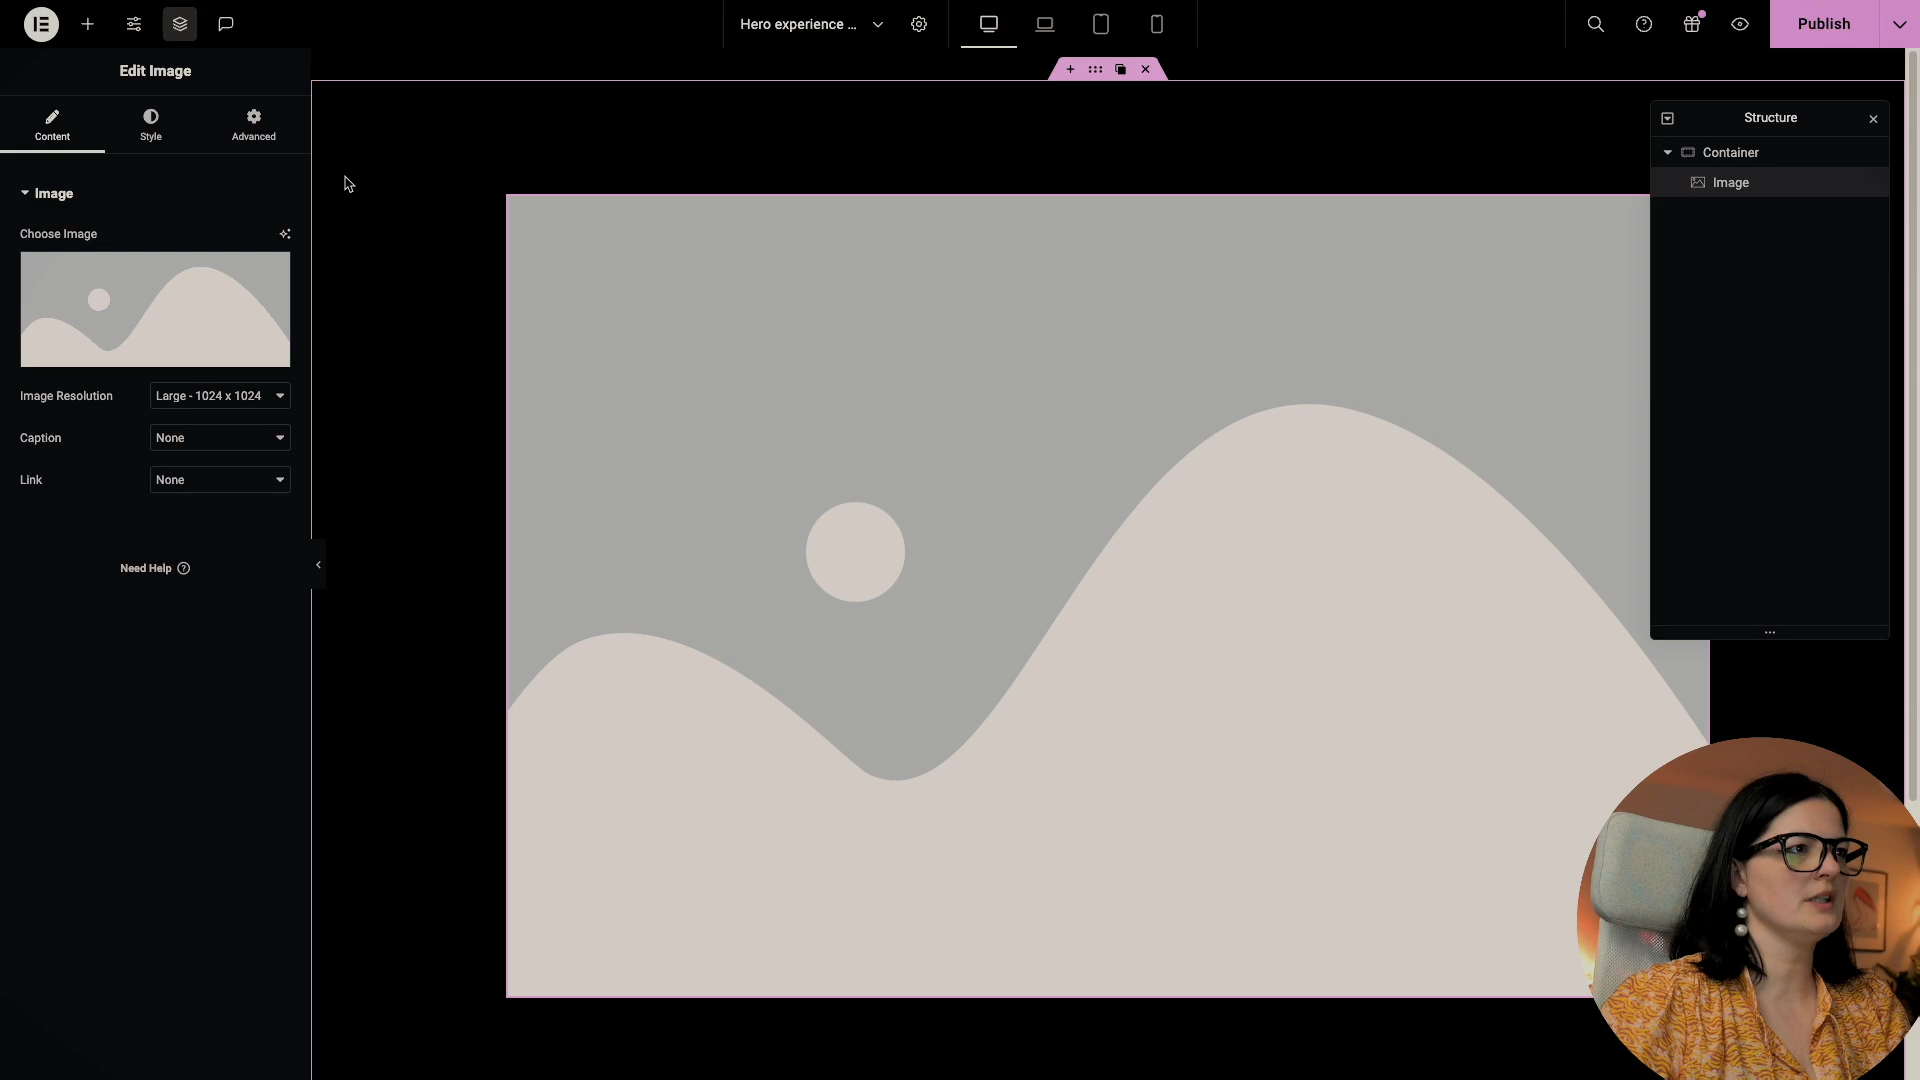 Hero experience ...
Publish
Edit Image
Content
Style
Advanced
Image
Choose Image
Image Resolution
Large - 1024 x 1024
Caption
None
Link
None
Need Help
Structure
Container
Image